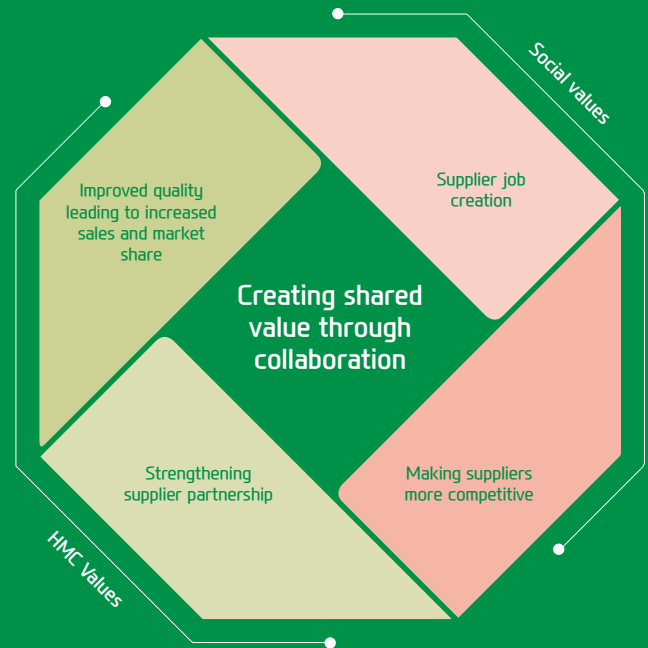 Social values
Supplier job
creation
Improved quality
leading to increased
sales and market
share
Creating shared
value through
collaboration
Strengthening
supplier partnership
Making suppliers
more competitive
HMC Values